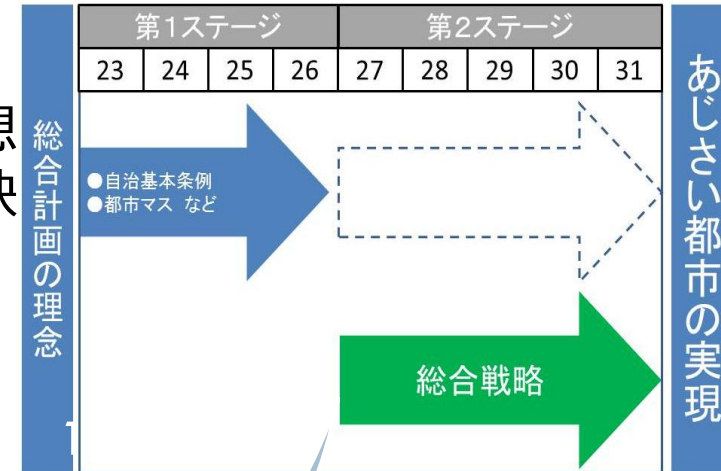 想
決
総合計画の理念
第1ステージ 第2ステージ
23 24 25 26 27 28 29 30 31
●自治基本条例
●都市マス など
総合戦略
あじさい都市の実現